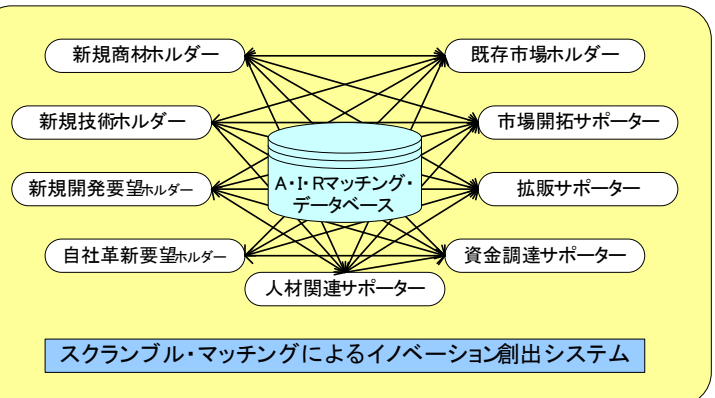 新規商材ホルダー
既存市場ホルダー
新規技術ホルダー
市場開拓サポーター
新規開発要望ホルダー
A・I・Rマッチング・
データベース
拡販サポーター
自社革新要望ホルダー
資金調達サポーター
人材関連サポーター
スクランブル・マッチングによるイノベーション創出システム